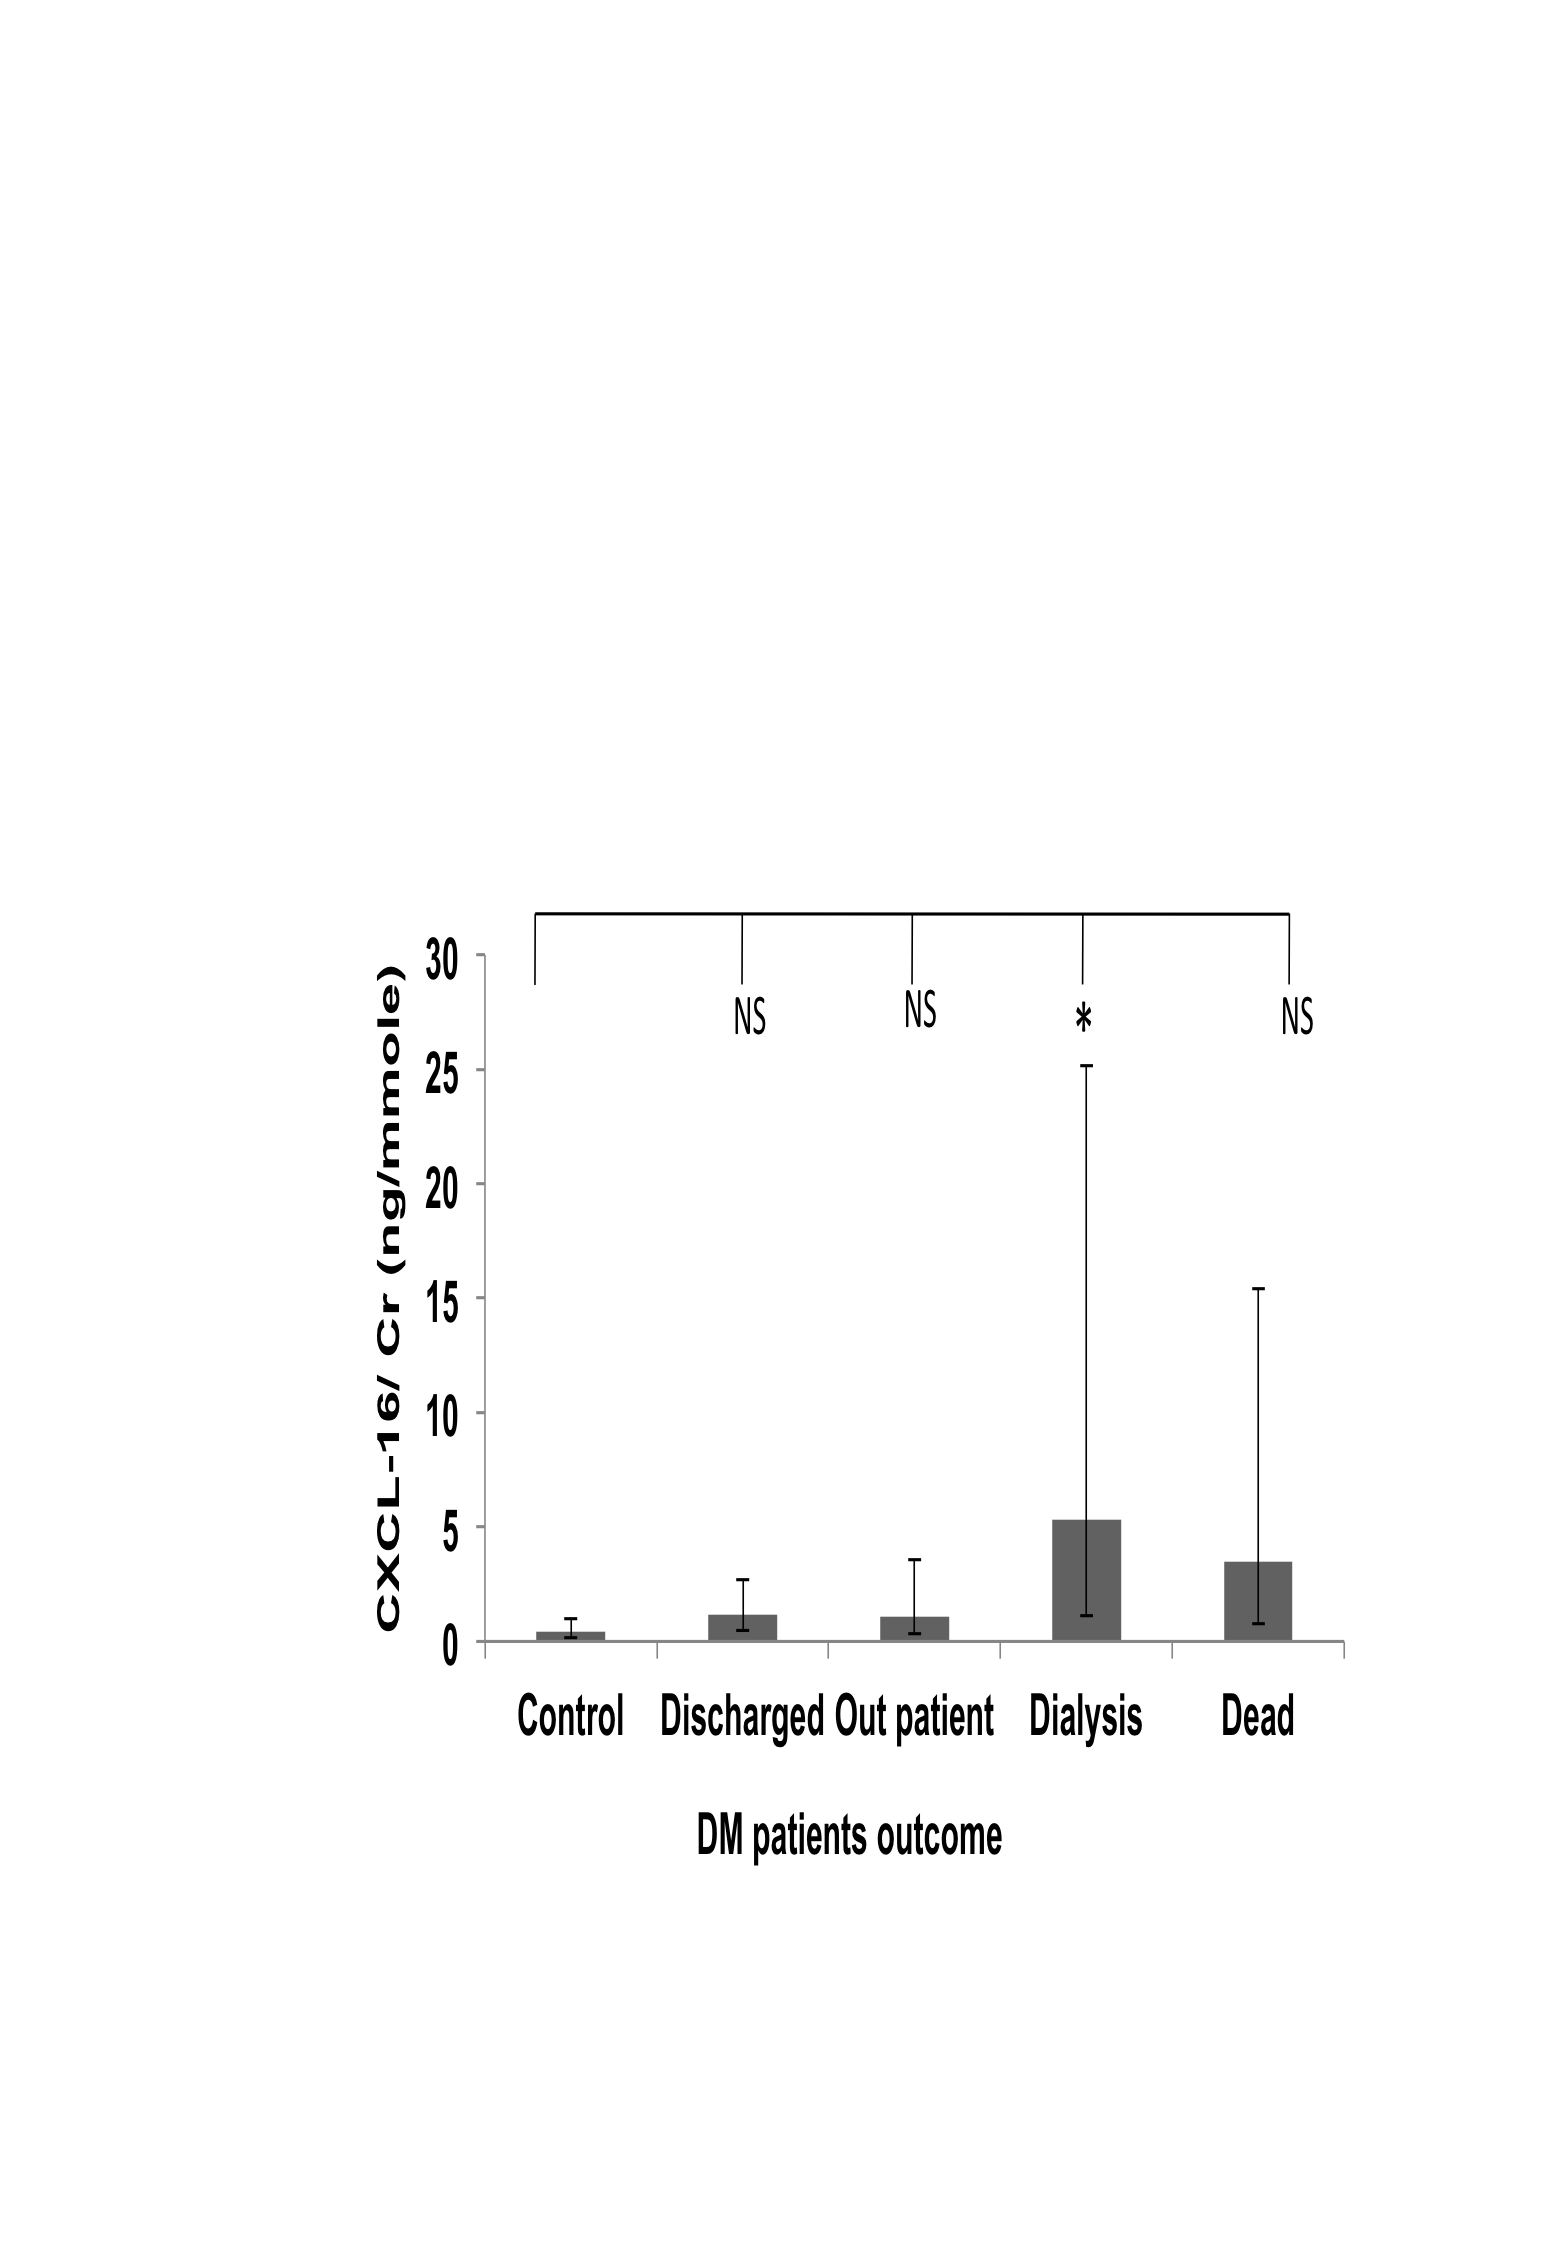 30
NS
NS
*
NS
25
20
15
10
5
0
CXCL-16/ Cr (ng/mmole)
Control Discharged Out patient Dialysis Dead
DM patients outcome